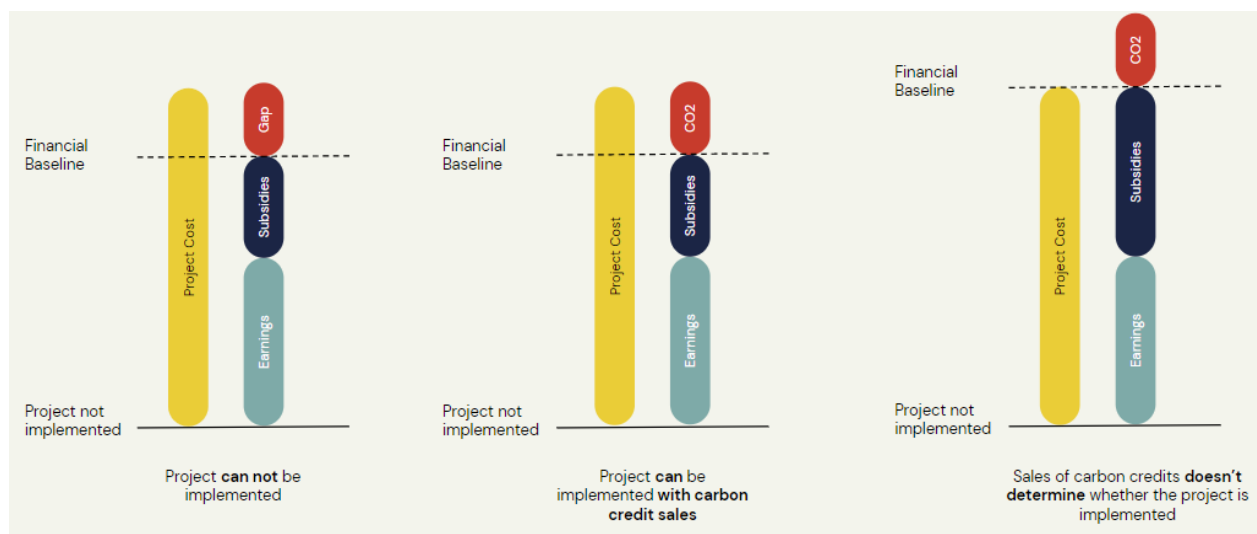 Financial
Baseline
Project Cost
Gap
Subsidies
Earnings
Project not
implemented
Project can not be
implemented
Financial
Baseline
Project Cost
CO2
Subsidies
Earnings
Project not
implemented
Project can be
implemented with carbon
credit sales
Financial
Baseline
Project Cost
CO2
Subsidies
Earnings
Project not
implemented
Sales of carbon credits doesn't
determine whether the project is
implemented